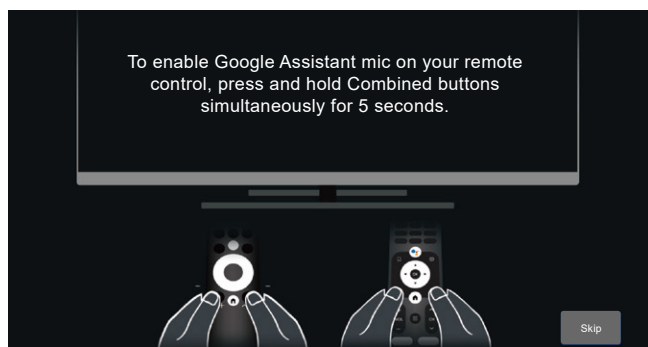 To enable Google Assistant mic on your remote
control, press and hold Combined buttons
simultaneously for 5 seconds.
OK
Skip